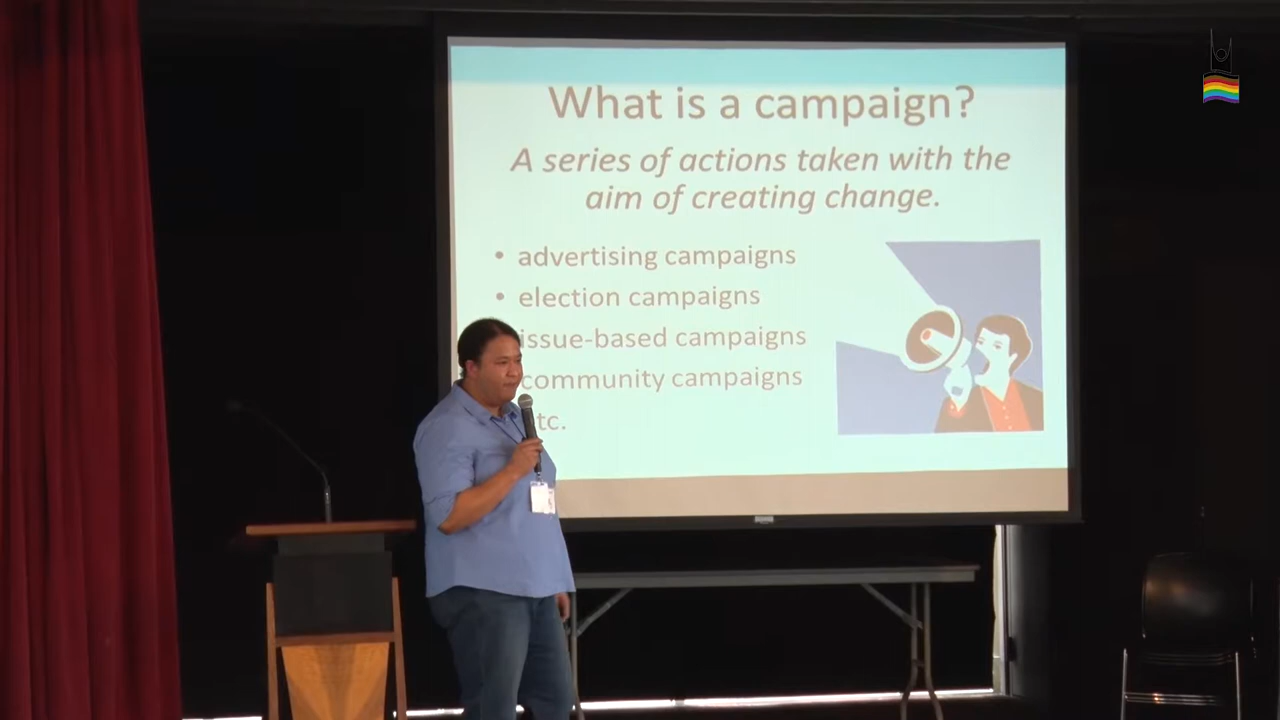 What is a campaign?
A series of actions taken with the
aim of creating change.
• advertising campaigns
• election campaigns
issue-based campaigns
community campaigns
tc.